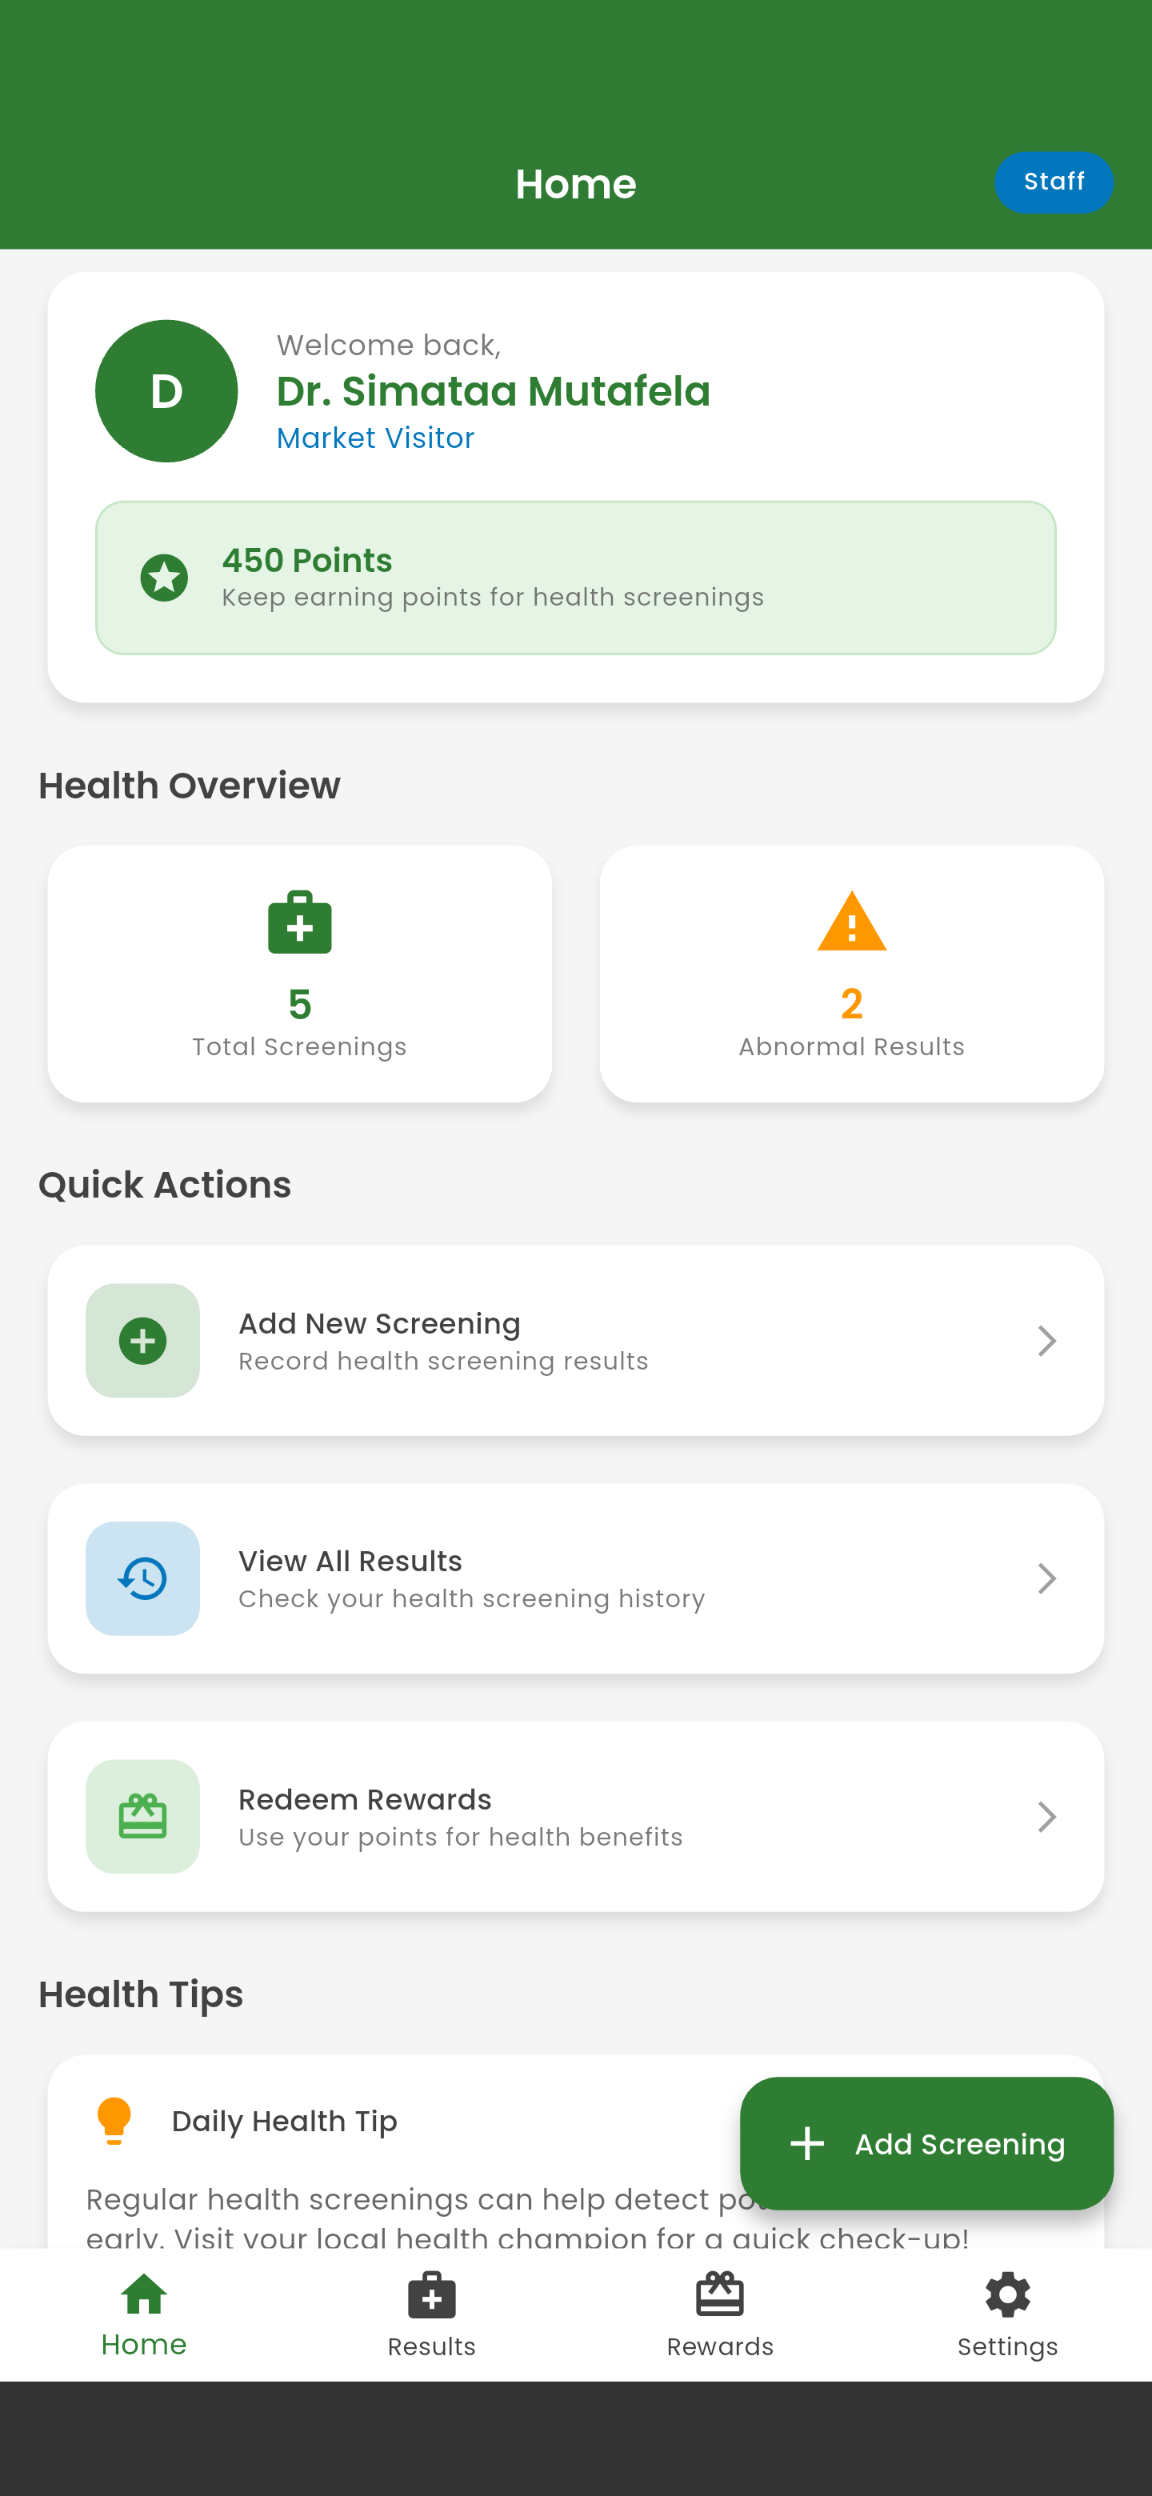 Home
Staff
D
Welcome back,
Dr. Simataa Mutafela
Market Visitor
450 Points
Keep earning points for health screenings
Health Overview
5
Total Screenings
2
Abnormal Results
Quick Actions
Add New Screening
Record health screening results
View All Results
Check your health screening history
Redeem Rewards
Use your points for health benefits
Health Tips
Daily Health Tip
Add Screening
Regular health screenings can help detect
early. Visit your local health champion for a quick check-up!
Home
Results
Rewards
Settings